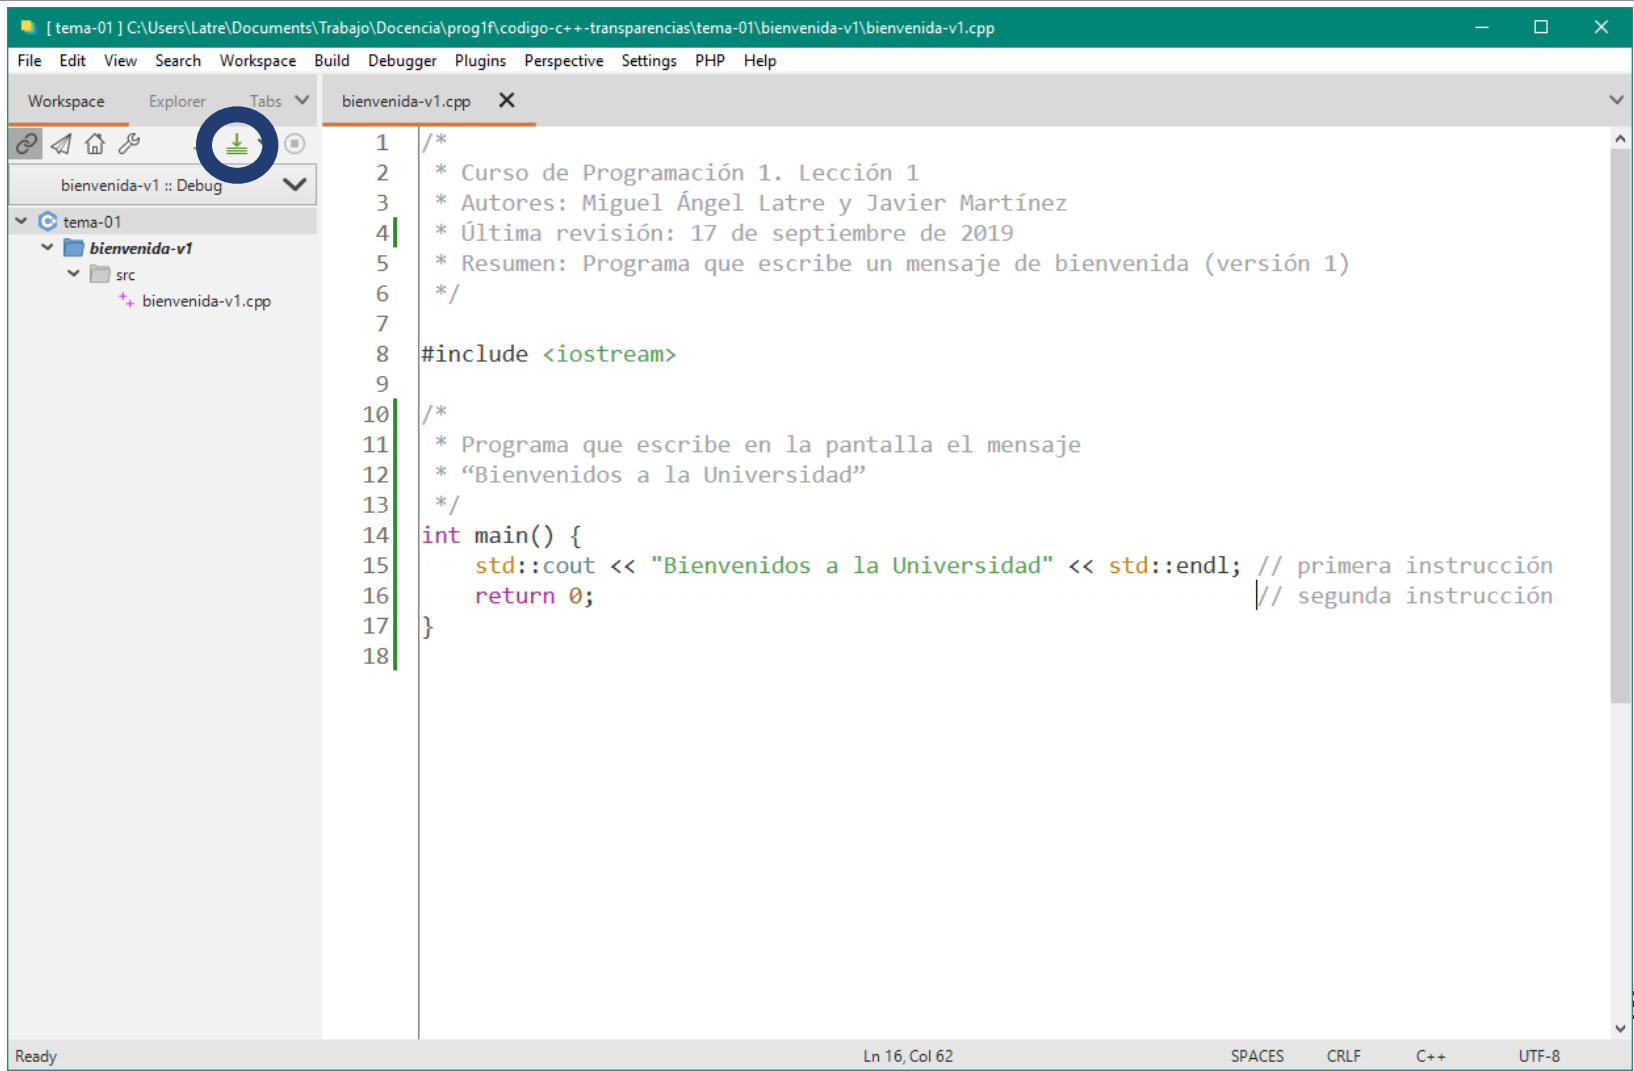 [ tema-01 ] C:\Users\Latre\Documents\Trabajo\Docencia\prog1f\codigo-c++-transparencias\tema-01\bienvenida-v1\bienvenida-v1.cpp
File Edit View Search Workspace Build Debugger Plugins Perspective Settings PHP Help
Workspace Explorer Tabs
bienvenida-v1.cpp
bienvenida-v1 :: Debug
tema-01
bienvenida-v1
src
bienvenida-v1.cpp
1 /*
2  * Curso de Programación 1. Lección 1
3  * Autores: Miguel Ángel Latre y Javier Martínez
4  * Última revisión: 17 de septiembre de 2019
5  * Resumen: Programa que escribe un mensaje de bienvenida (versión 1)
6  */
7
8 #include <iostream>
9
10 /*
11  * Programa que escribe en la pantalla el mensaje
12  * “Bienvenidos a la Universidad”
13  */
14 int main() {
15     std::cout << "Bienvenidos a la Universidad" << std::endl; // primera instrucción
16     return 0;                                                 // segunda instrucción
17 }
18
Ready Ln 16, Col 62 SPACES CRLF C++ UTF-8